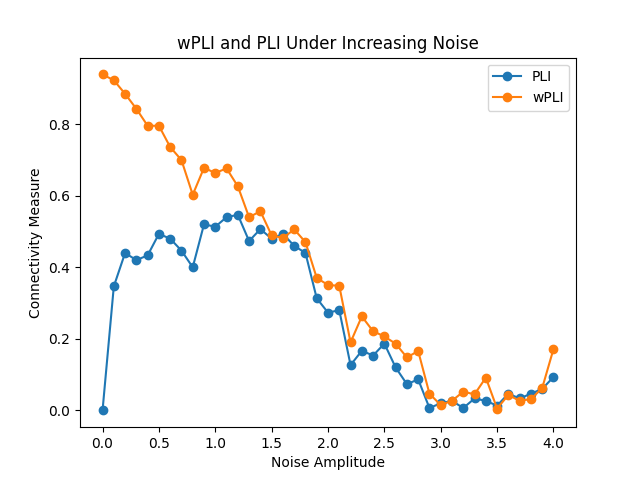 wPLI and PLI Under Increasing Noise
PLI
wPLI
Connectivity Measure
0.8
0.6
0.4
0.2
0.0
0.0 0.5 1.0 1.5 2.0 2.5 3.0 3.5 4.0
Noise Amplitude